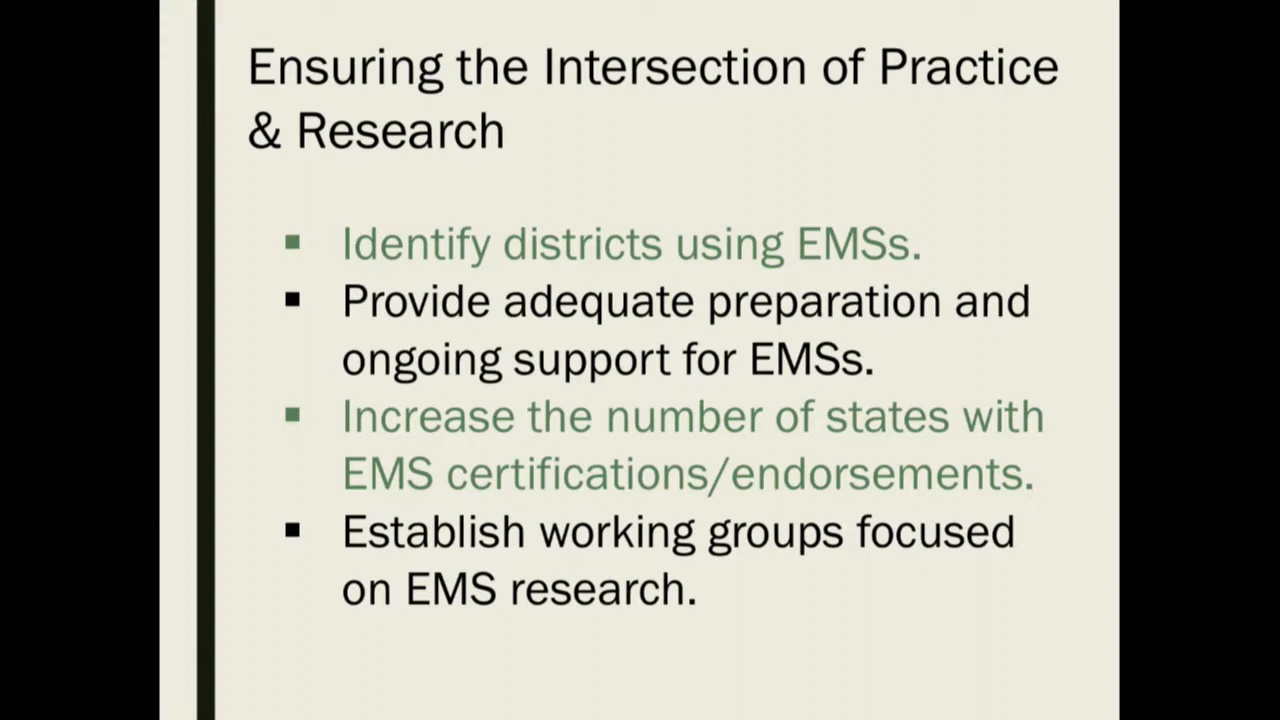 Ensuring the Intersection of Practice
& Research
▪ Identify districts using EMSs.
▪ Provide adequate preparation and
ongoing support for EMSs.
▪ Increase the number of states with
EMS certifications/endorsements.
▪ Establish working groups focused
on EMS research.